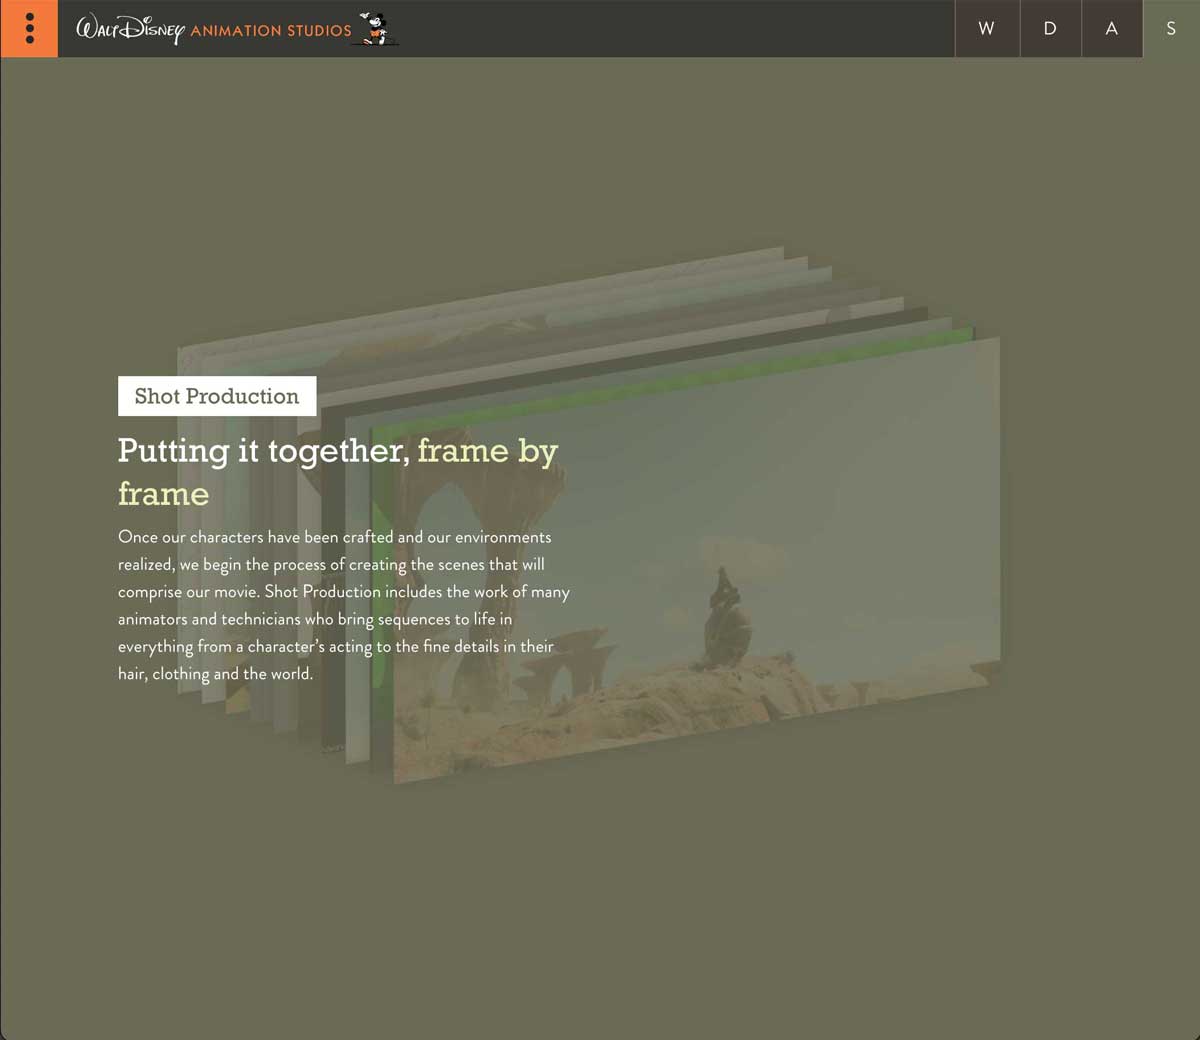 WALT DISNEY ANIMATION STUDIOS
W D A S
Shot Production
Putting it together, frame by
frame
Once our characters have been crafted and our environments
realized, we begin the process of creating the scenes that will
comprise our movie. Shot Production includes the work of many
animators and technicians who bring sequences to life in
everything from a character’s acting to the fine details in their
hair, clothing and the world.